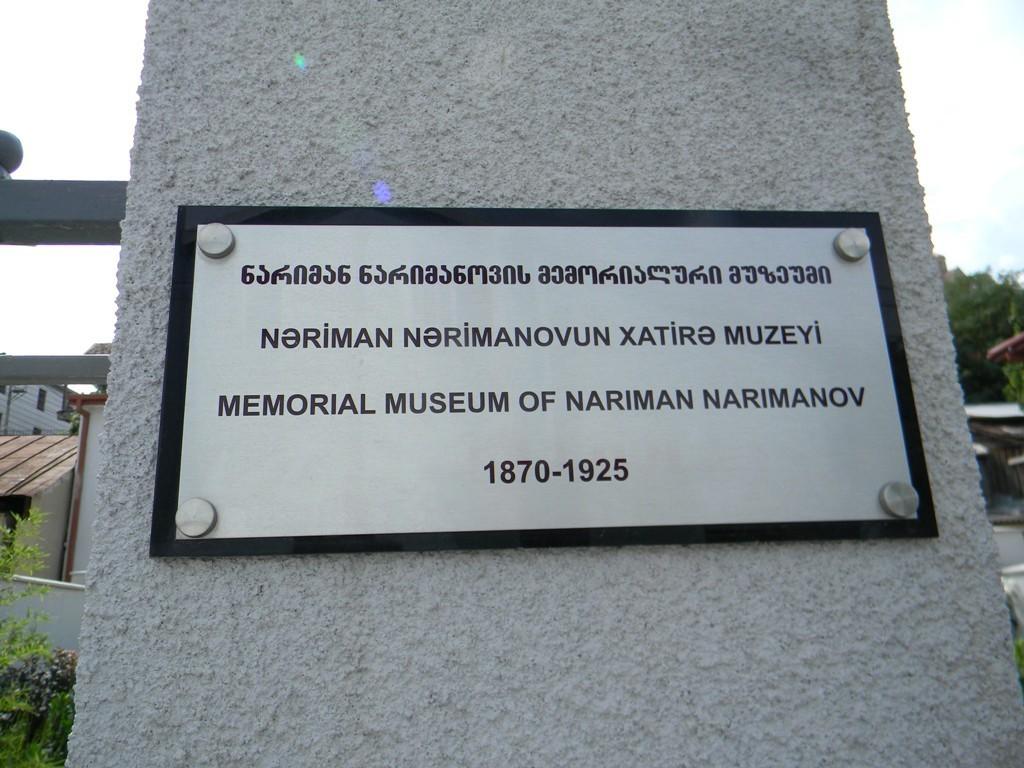 ნარიმან ნარიმანოვის მემორიალური მუზეუმი
NƏRİMAN NƏRİMANOVUN XATİRƏ MUZEYİ
MEMORIAL MUSEUM OF NARIMAN NARIMANOV
1870-1925